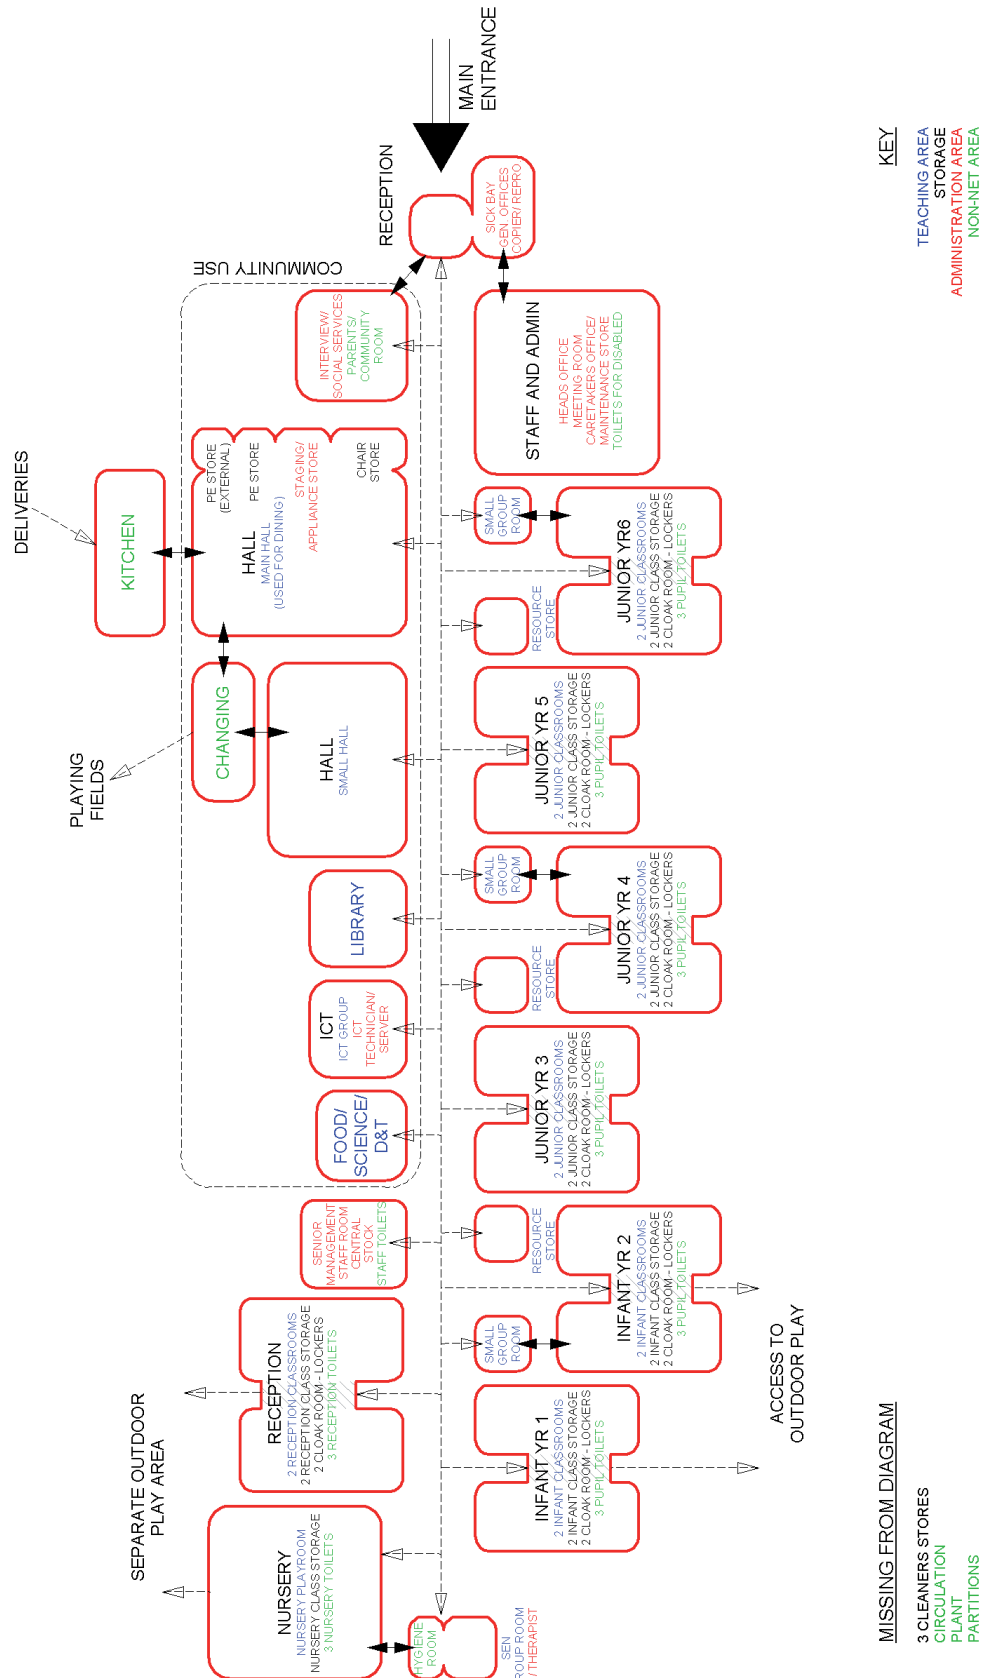 SEPARATE OUTDOOR
PLAY AREA
PLAYING
FIELDS
DELIVERIES
NURSERY
NURSERY PLAYROOM
NURSERY CLASS STORAGE
3 NURSERY TOILETS
HYGIENE
ROOM
SEN
ROUP ROOM
/THERAPIST
RECEPTION
2 RECEPTION CLASSROOMS
2 RECEPTION CLASS STORAGE
2 CLOAK ROOM - LOCKERS
3 RECEPTION TOILETS
SENIOR
MANAGEMENT
STAFF ROOM
CENTRAL
STOCK
STAFF TOILETS
FOOD/
SCIENCE/
D&T
ICT
ICT GROUP
ICT
TECHNICIAN/
SERVER
LIBRARY
CHANGING
HALL
SMALL HALL
KITCHEN
HALL
MAIN HALL
(USED FOR DINING)
PE STORE
(EXTERNAL)
PE STORE
STAGING/
APPLIANCE STORE
CHAIR
STORE
COMMUNITY USE
INTERVIEW/
SOCIAL SERVICES
PARENTS/
COMMUNITY
ROOM
RECEPTION
MAIN
ENTRANCE
SICK BAY
GEN. OFFICES
COPIER/ REPRO.
INFANT YR 1
2 INFANT CLASSROOMS
2 INFANT CLASS STORAGE
2 CLOAK ROOM - LOCKERS
3 PUPIL TOILETS
SMALL
GROUP
ROOM
RESOURCE
STORE
INFANT YR 2
2 INFANT CLASSROOMS
2 INFANT CLASS STORAGE
2 CLOAK ROOM - LOCKERS
3 PUPIL TOILETS
JUNIOR YR 3
2 JUNIOR CLASSROOMS
2 JUNIOR CLASS STORAGE
2 CLOAK ROOM - LOCKERS
3 PUPIL TOILETS
RESOURCE
STORE
SMALL
GROUP
ROOM
JUNIOR YR 4
2 JUNIOR CLASSROOMS
2 JUNIOR CLASS STORAGE
2 CLOAK ROOM - LOCKERS
3 PUPIL TOILETS
JUNIOR YR 5
2 JUNIOR CLASSROOMS
2 JUNIOR CLASS STORAGE
2 CLOAK ROOM - LOCKERS
3 PUPIL TOILETS
RESOURCE
STORE
SMALL
GROUP
ROOM
JUNIOR YR6
2 JUNIOR CLASSROOMS
2 JUNIOR CLASS STORAGE
2 CLOAK ROOM - LOCKERS
3 PUPIL TOILETS
STAFF AND ADMIN
HEADS OFFICE
MEETING ROOM
CARETAKERS OFFICE/
MAINTENANCE STORE
TOILETS FOR DISABLED
ACCESS TO
OUTDOOR PLAY
MISSING FROM DIAGRAM
3 CLEANERS STORES
CIRCULATION
PLANT
PARTITIONS
KEY
TEACHING AREA
STORAGE
ADMINISTRATION AREA
NON-NET AREA